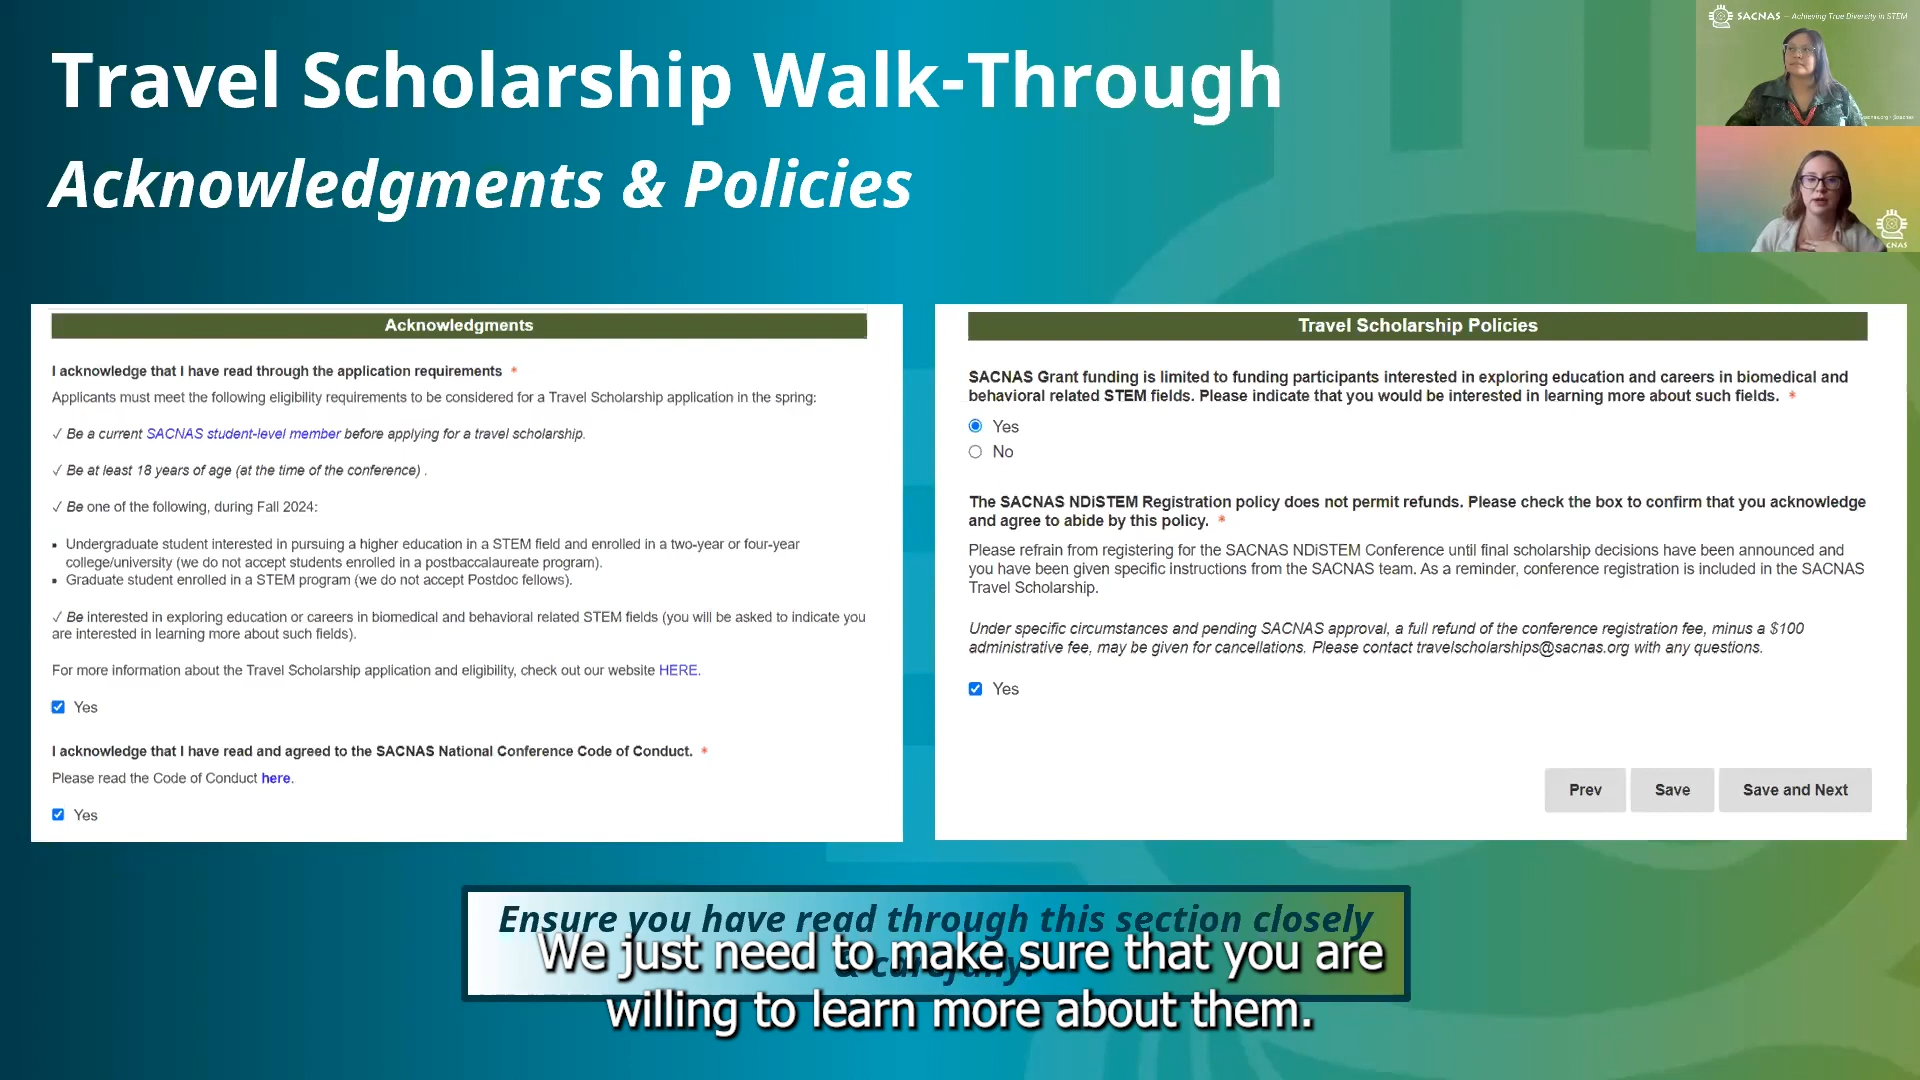 SACNAS — Achieving True Diversity in STEM
Travel Scholarship Walk-Through
Acknowledgments & Policies
CNAS
Acknowledgments
I acknowledge that I have read through the application requirements *
Applicants must meet the following eligibility requirements to be considered for a Travel Scholarship application in the spring:
✓ Be a current SACNAS student-level member before applying for a travel scholarship.
✓ Be at least 18 years of age (at the time of the conference) .
✓ Be one of the following, during Fall 2024:
▪ Undergraduate student interested in pursuing a higher education in a STEM field and enrolled in a two-year or four-year
college/university (we do not accept students enrolled in a postbaccalaureate program).
▪ Graduate student enrolled in a STEM program (we do not accept Postdoc fellows).
✓ Be interested in exploring education or careers in biomedical and behavioral related STEM fields (you will be asked to indicate you
are interested in learning more about such fields).
For more information about the Travel Scholarship application and eligibility, check out our website HERE.
Yes
I acknowledge that I have read and agreed to the SACNAS National Conference Code of Conduct. *
Please read the Code of Conduct here.
Yes
Travel Scholarship Policies
SACNAS Grant funding is limited to funding participants interested in exploring education and careers in biomedical and
behavioral related STEM fields. Please indicate that you would be interested in learning more about such fields. *
Yes
No
The SACNAS NDiSTEM Registration policy does not permit refunds. Please check the box to confirm that you acknowledge
and agree to abide by this policy. *
Please refrain from registering for the SACNAS NDiSTEM Conference until final scholarship decisions have been announced and
you have been given specific instructions from the SACNAS team. As a reminder, conference registration is included in the SACNAS
Travel Scholarship.
Under specific circumstances and pending SACNAS approval, a full refund of the conference registration fee, minus a $100
administrative fee, may be given for cancellations. Please contact travelscholarships@sacnas.org with any questions.
Yes
Prev Save Save and Next
Ensure you have read through this section closely
& carefully.
We just need to make sure that you are
willing to learn more about them.